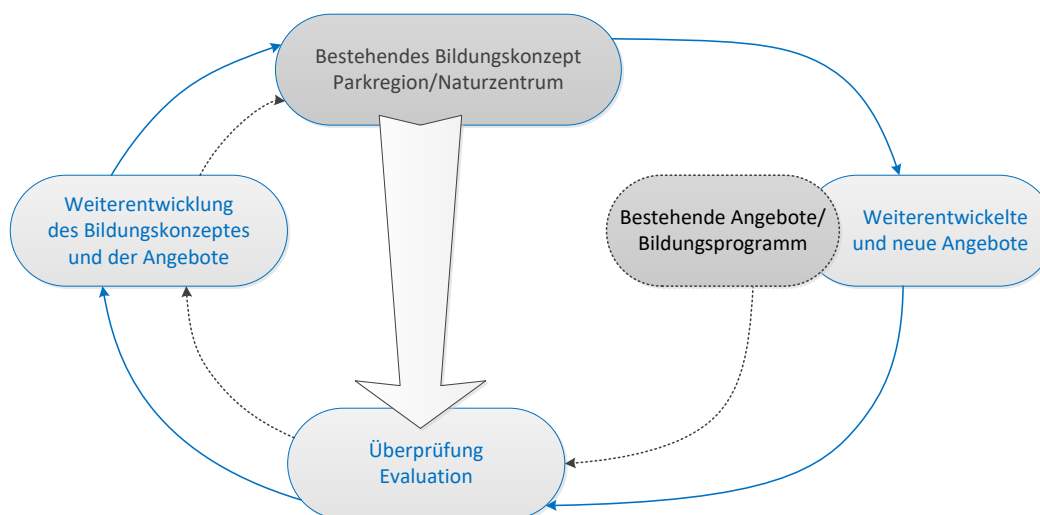 Bestehendes Bildungskonzept
Parkregion/Naturzentrum
Weiterentwicklung
des Bildungskonzeptes
und der Angebote
Bestehende Angebote/
Bildungsprogramm
Weiterentwickelte
und neue Angebote
Überprüfung
Evaluation